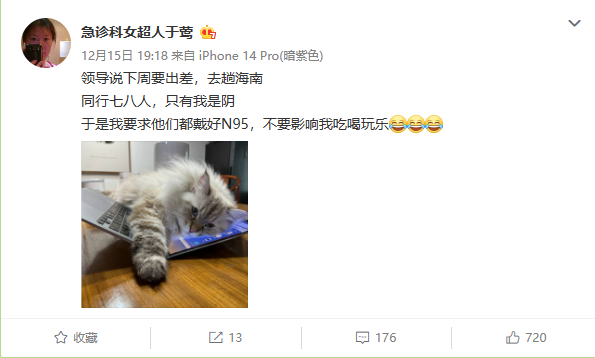 急诊科女超人于莺
12月15日 19:18 来自 iPhone 14 Pro(暗紫色)
领导说下周要出差，去趟海南
同行七八人，只有我是阴
于是我要求他们都戴好N95，不要影响我吃喝玩乐😂😂😂
收藏 13 176 720